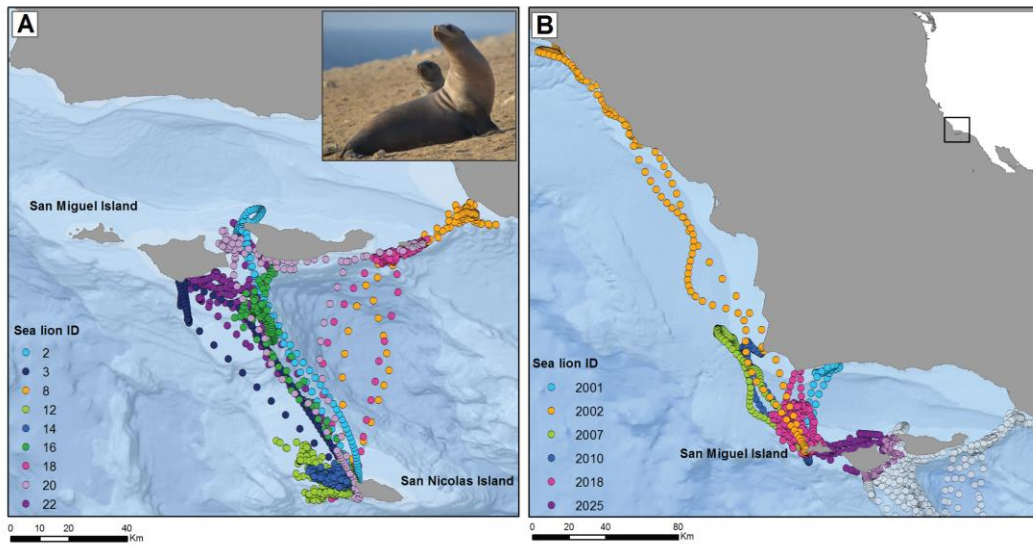 A
San Miguel Island
San Nicolas Island
Sea lion ID
2
3
8
12
14
16
18
20
22
0 10 20 40
Km
B
San Miguel Island
Sea lion ID
2001
2002
2007
2010
2018
2025
0 20 40 80
Km